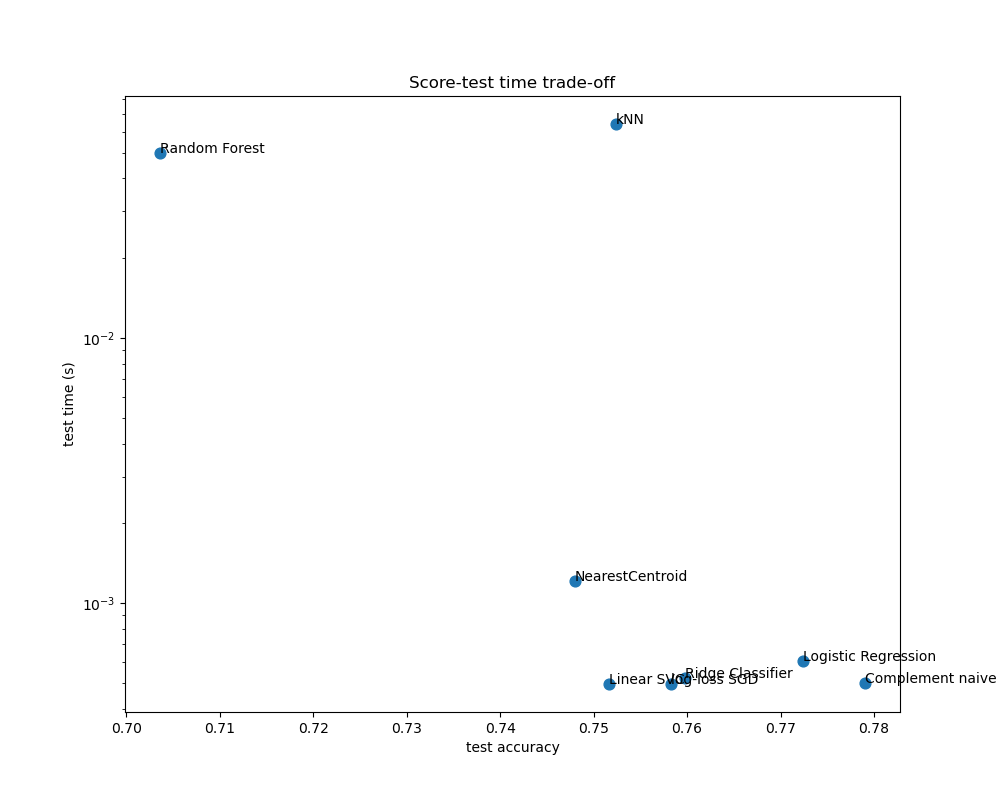 Score-test time trade-off
kNN
Random Forest
10⁻²
test time (s)
NearestCentroid
10⁻³
Logistic Regression
Ridge Classifier
Linear SVC
log-loss SGD
Complement naive
0.70 0.71 0.72 0.73 0.74 0.75 0.76 0.77 0.78
test accuracy